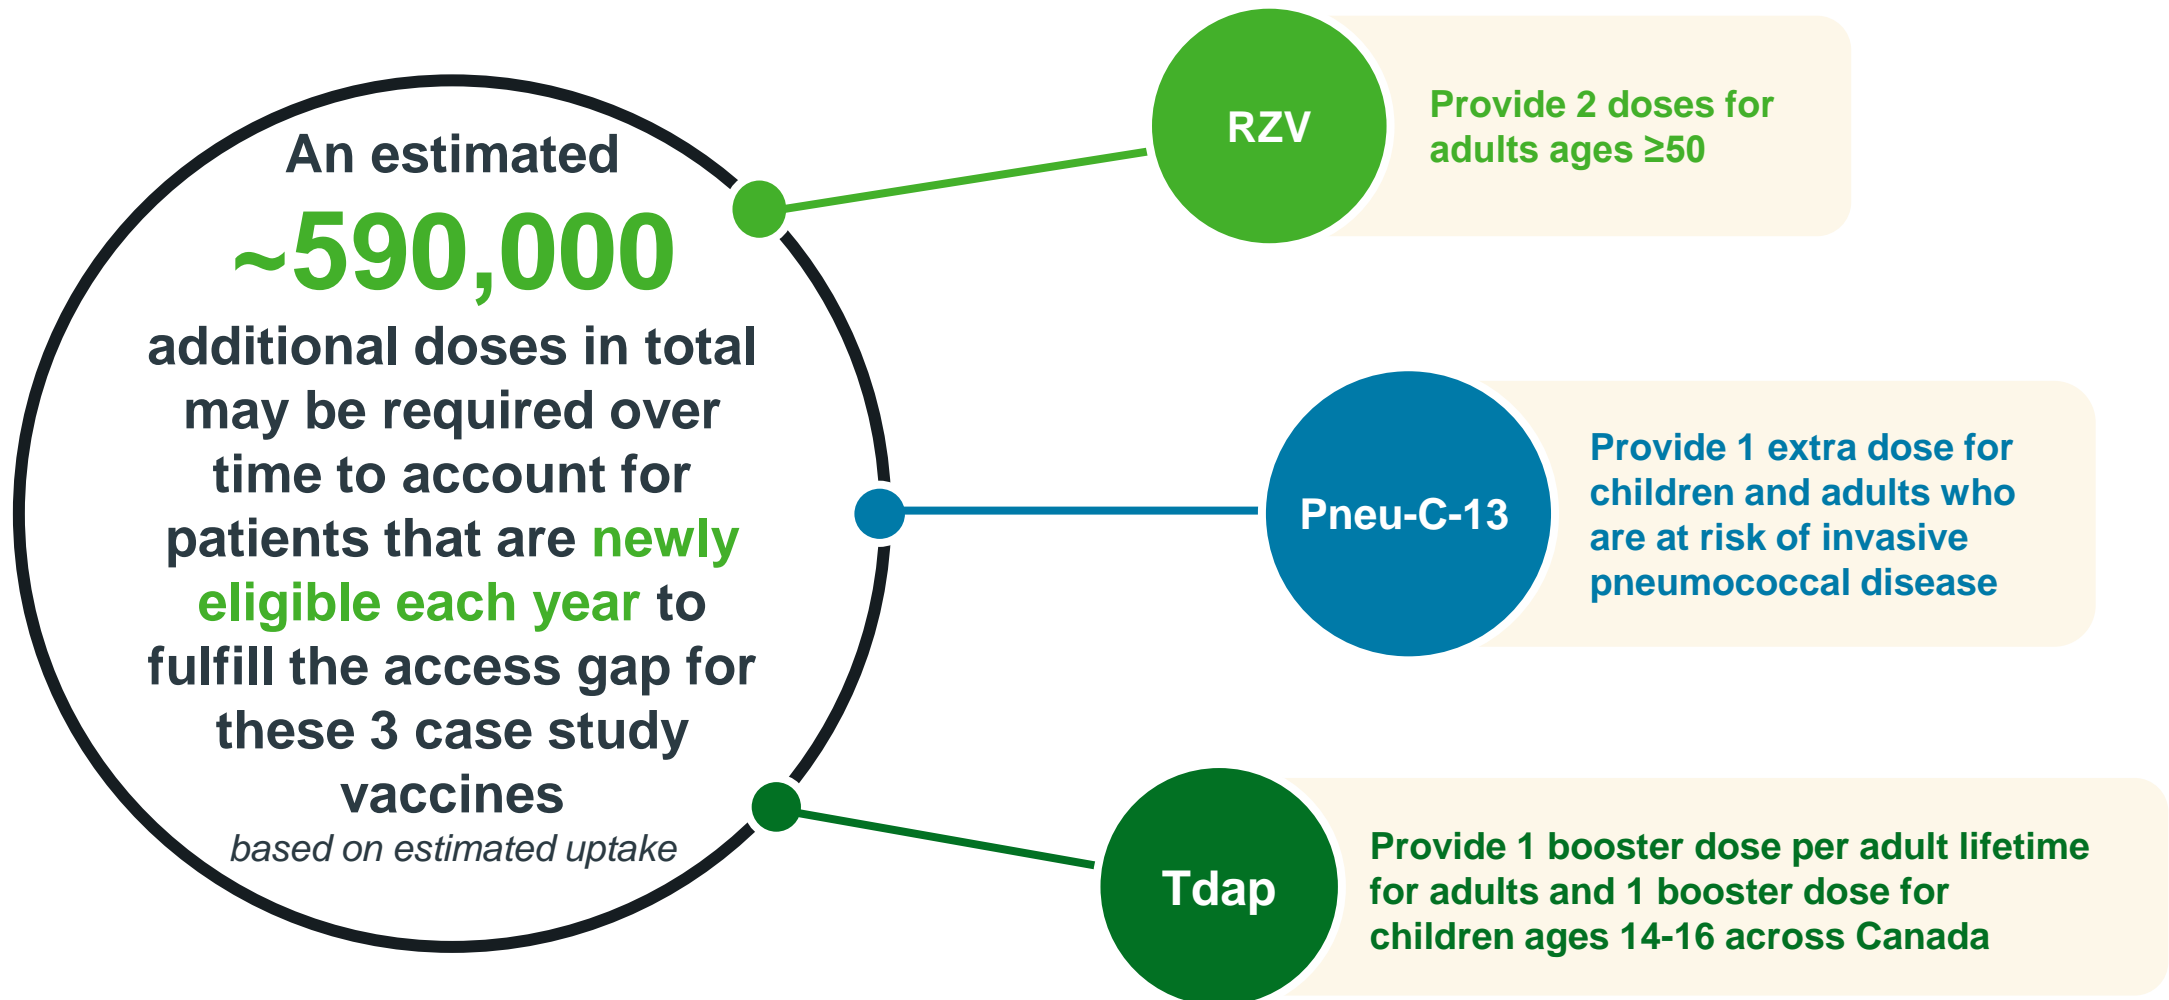 An estimated
~590,000
additional doses in total
may be required over
time to account for
patients that are newly
eligible each year to
fulfill the access gap for
these 3 case study
vaccines
based on estimated uptake
RZV
Provide 2 doses for
adults ages ≥50
Pneu-C-13
Provide 1 extra dose for
children and adults who
are at risk of invasive
pneumococcal disease
Tdap
Provide 1 booster dose per adult lifetime
for adults and 1 booster dose for
children ages 14-16 across Canada